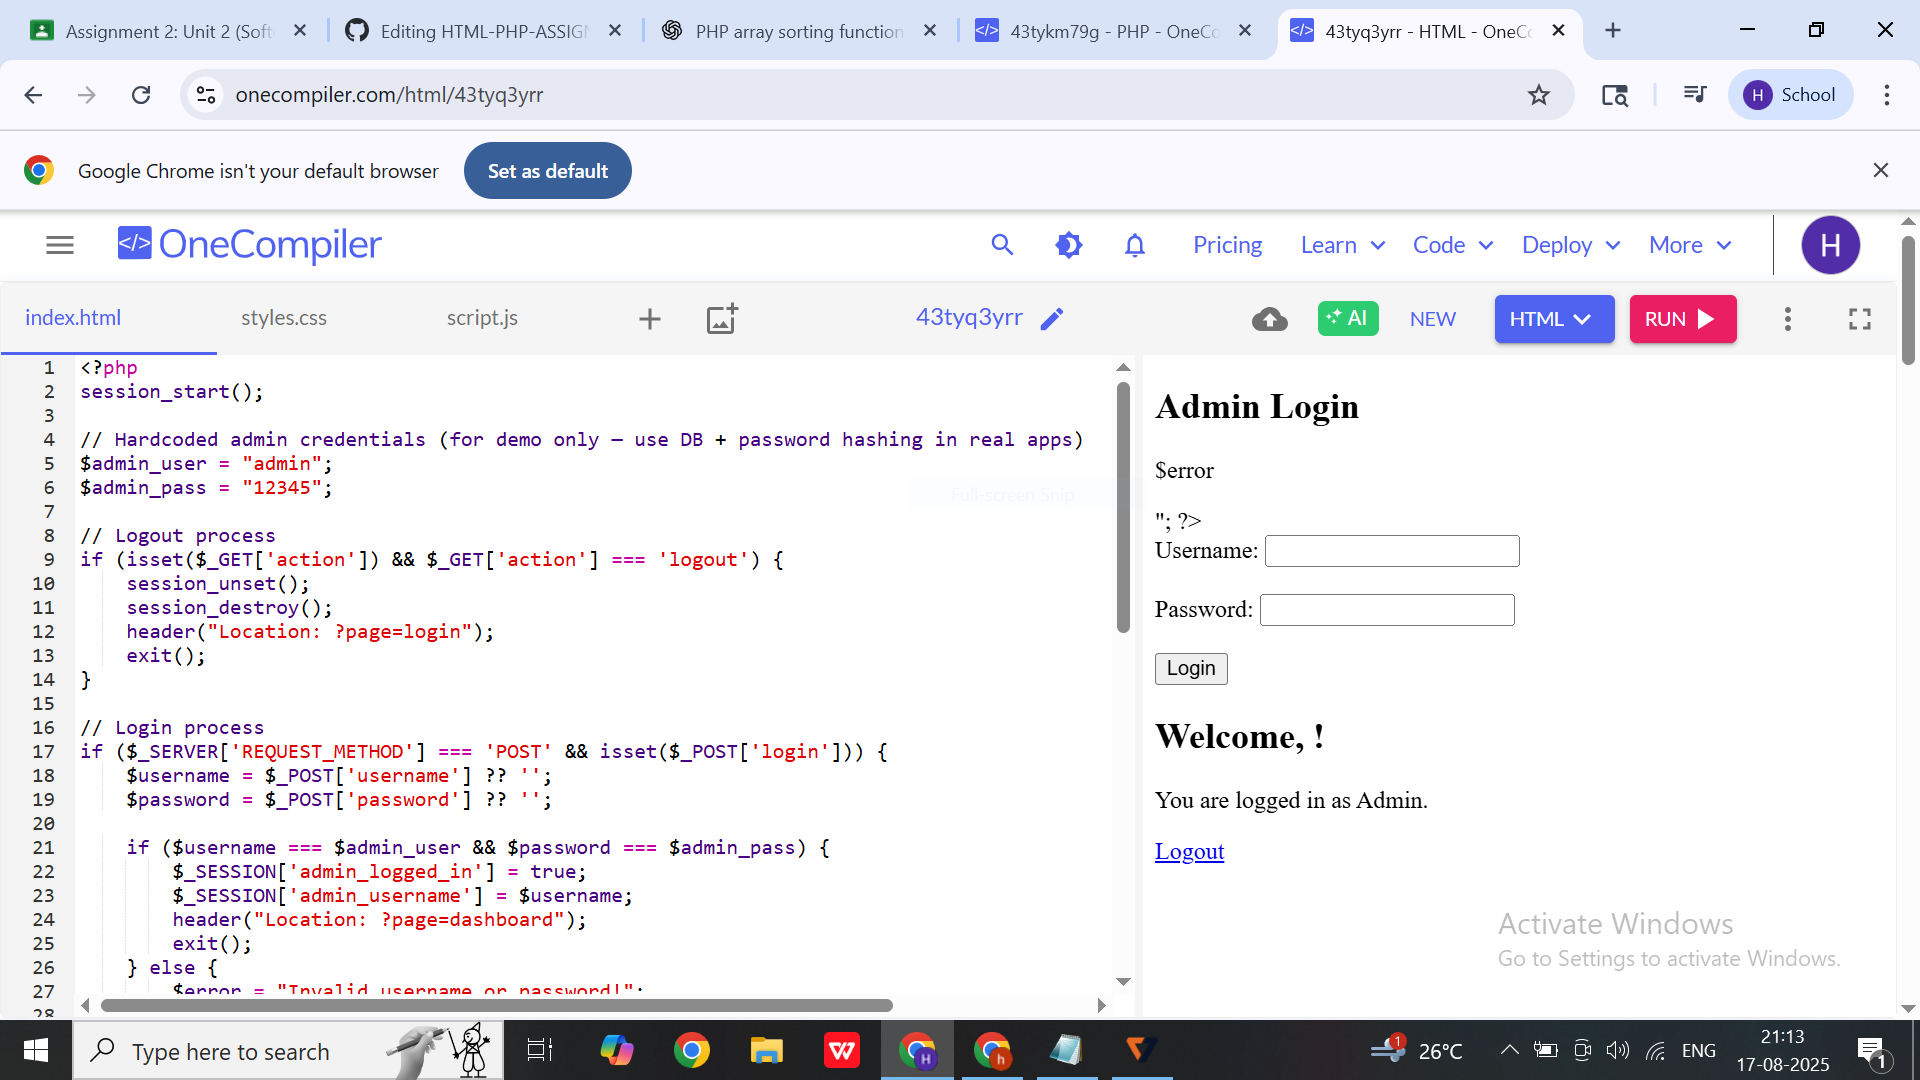 Assignment 2: Unit 2 (Soft
Editing HTML-PHP-ASSIGN
PHP array sorting function
43tykm79g - PHP - OneCo
43tyq3yrr - HTML - OneCo
onecompiler.com/html/43tyq3yrr
H School
Google Chrome isn't your default browser
Set as default
</> OneCompiler
Pricing
Learn
Code
Deploy
More
H
index.html
styles.css
script.js
43tyq3yrr
AI
NEW
HTML
RUN
1 <?php
2 session_start();
3
4 // Hardcoded admin credentials (for demo only — use DB + password hashing in real apps)
5 $admin_user = "admin";
6 $admin_pass = "12345";
7
8 // Logout process
9 if (isset($_GET['action']) && $_GET['action'] === 'logout') {
10 session_unset();
11 session_destroy();
12 header("Location: ?page=login");
13 exit();
14 }
15
16 // Login process
17 if ($_SERVER['REQUEST_METHOD'] === 'POST' && isset($_POST['login'])) {
18 $username = $_POST['username'] ?? '';
19 $password = $_POST['password'] ?? '';
20
21 if ($username === $admin_user && $password === $admin_pass) {
22 $_SESSION['admin_logged_in'] = true;
23 $_SESSION['admin_username'] = $username;
24 header("Location: ?page=dashboard");
25 exit();
26 } else {
27 $error = "Invalid username or password!";
28
Full-screen Snip
Admin Login
$error
"; ?>
Username:
Password:
Login
Welcome, !
You are logged in as Admin.
Logout
Activate Windows
Go to Settings to activate Windows.
Type here to search
H
h
1
26°C
ENG
21:13
17-08-2025
1